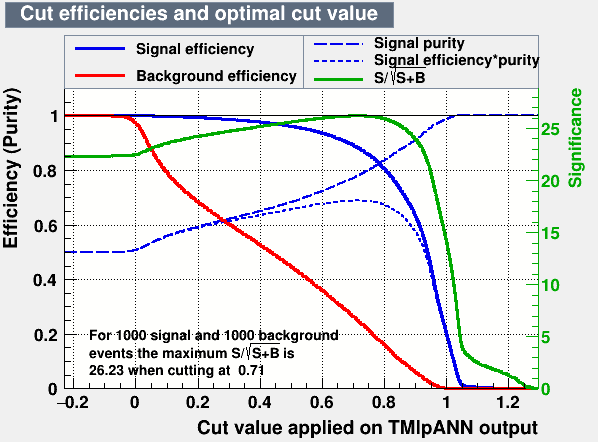 Cut efficiencies and optimal cut value
Signal efficiency
Background efficiency
Signal purity
Signal efficiency*purity
S/√S+B
Efficiency (Purity)
1
0.8
0.6
0.4
0.2
0
Significance
25
20
15
10
5
0
For 1000 signal and 1000 background
events the maximum S/√S+B is
26.23 when cutting at 0.71
−0.2 0 0.2 0.4 0.6 0.8 1 1.2
Cut value applied on TMlpANN output